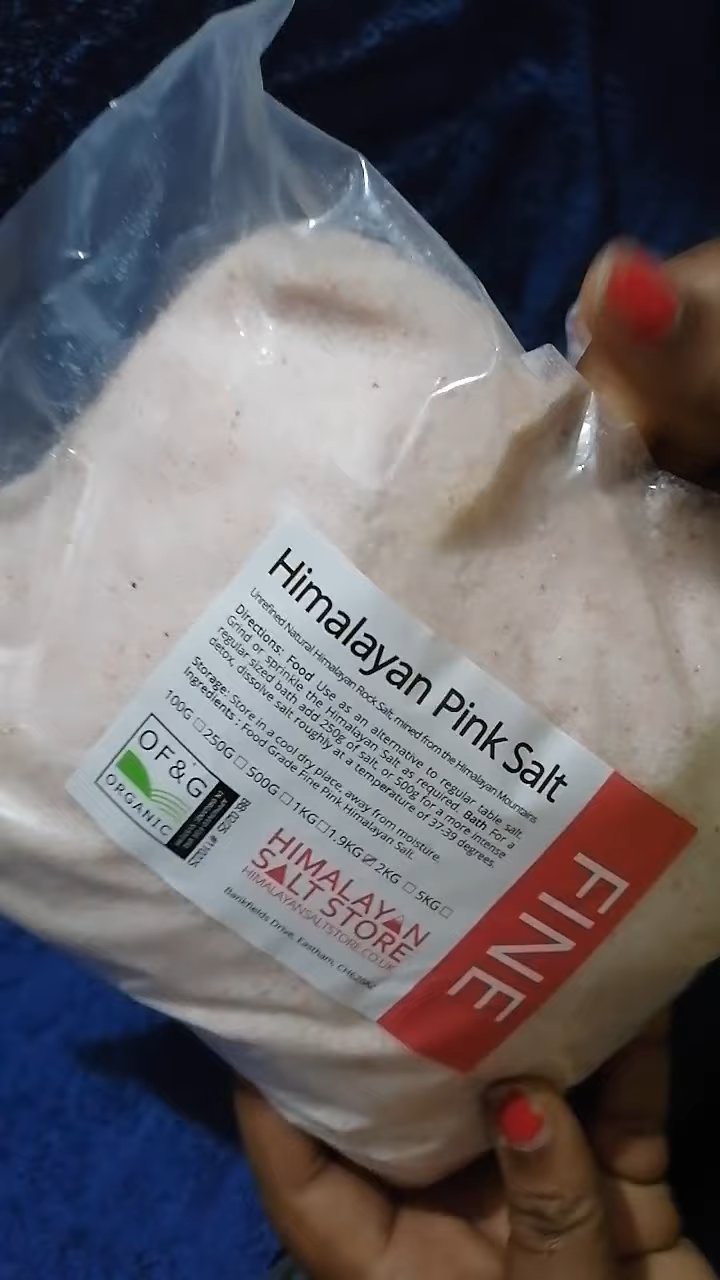 Himalayan Pink Salt
Unrefined Natural Himalayan Rock Salt, mined from the Himalayan Mountains
Directions: Food Use as an alternative to regular table salt.
Grind or sprinkle the Himalayan Salt as required. Bath For a
regular sized bath add 250g of salt, or 500g for a more intense
detox, dissolve salt roughly at a temperature of 37-39 degrees.
Storage: Store in a cool dry place, away from moisture.
Ingredients : Food Grade Fine Pink Himalayan Salt.
100G ☐ 250G ☐ 500G ☐ 1KG ☐ 1.9KG ☑ 2KG ☐ 5KG ☐
OF&G
ORGANIC
HIMALAYAN
SALT STORE
HIMALAYANSALTSTORE.CO.UK
Bankfields Drive, Eastham,
FINE